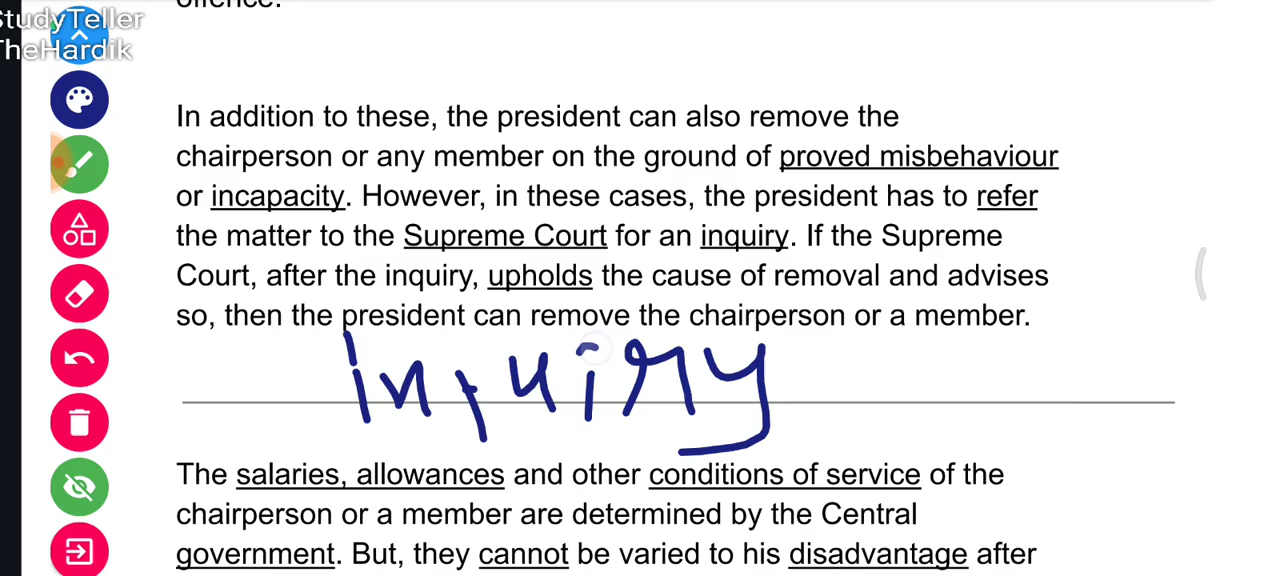 offence.
StudyTeller
TheHardik
In addition to these, the president can also remove the
chairperson or any member on the ground of proved misbehaviour
or incapacity. However, in these cases, the president has to refer
the matter to the Supreme Court for an inquiry. If the Supreme
Court, after the inquiry, upholds the cause of removal and advises
so, then the president can remove the chairperson or a member.
inquiry
The salaries, allowances and other conditions of service of the
chairperson or a member are determined by the Central
government. But, they cannot be varied to his disadvantage after